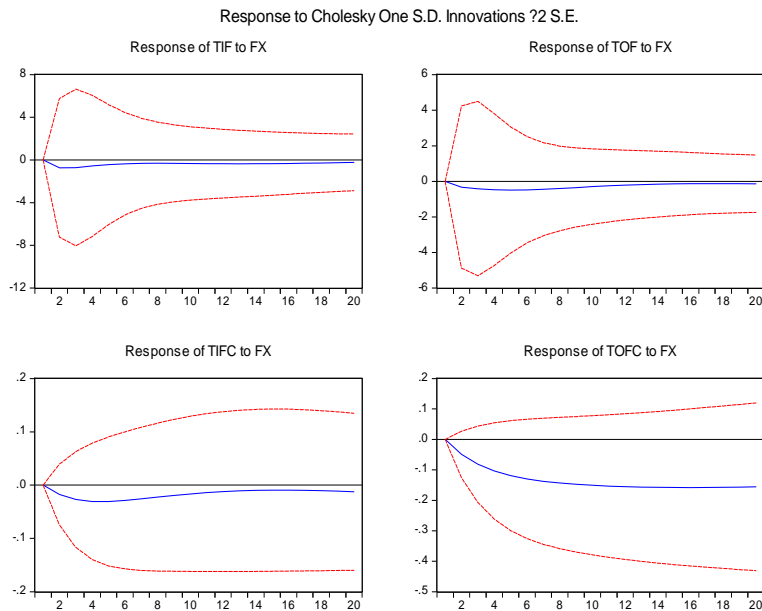 Response to Cholesky One S.D. Innovations ?2 S.E.
Response of TIF to FX
8
4
0
-4
-8
-12
2 4 6 8 10 12 14 16 18 20
Response of TOF to FX
6
4
2
0
-2
-4
-6
2 4 6 8 10 12 14 16 18 20
Response of TIFC to FX
.2
.1
.0
-.1
-.2
2 4 6 8 10 12 14 16 18 20
Response of TOFC to FX
.2
.1
.0
-.1
-.2
-.3
-.4
-.5
2 4 6 8 10 12 14 16 18 20